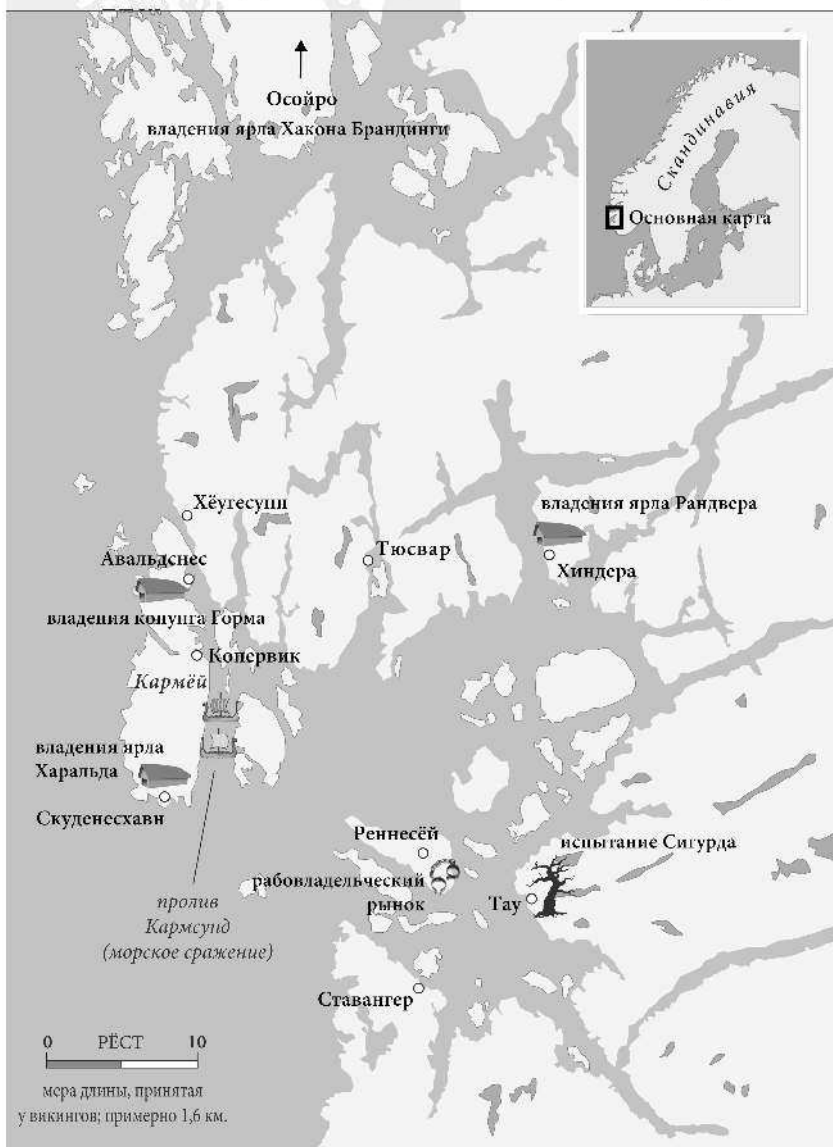 Осойро
владения ярла Хакона Брандинги
Скандинавия
Основная карта
Хёугесунп
владения ярла Рандвера
Тюсвар
Авальдснес
Хиндера
владения копунга Горма
Копервик
Кармёй
владения ярла
Харальда
Скуденесхавн
Реннесёй
испытание Сигурда
рабовладельческий
рынок
Тау
пролив
Кармсунд
(морское сражение)
Ставангер
0 РЁСТ 10
мера длины, принятая
у викингов; примерно 1,6 км.